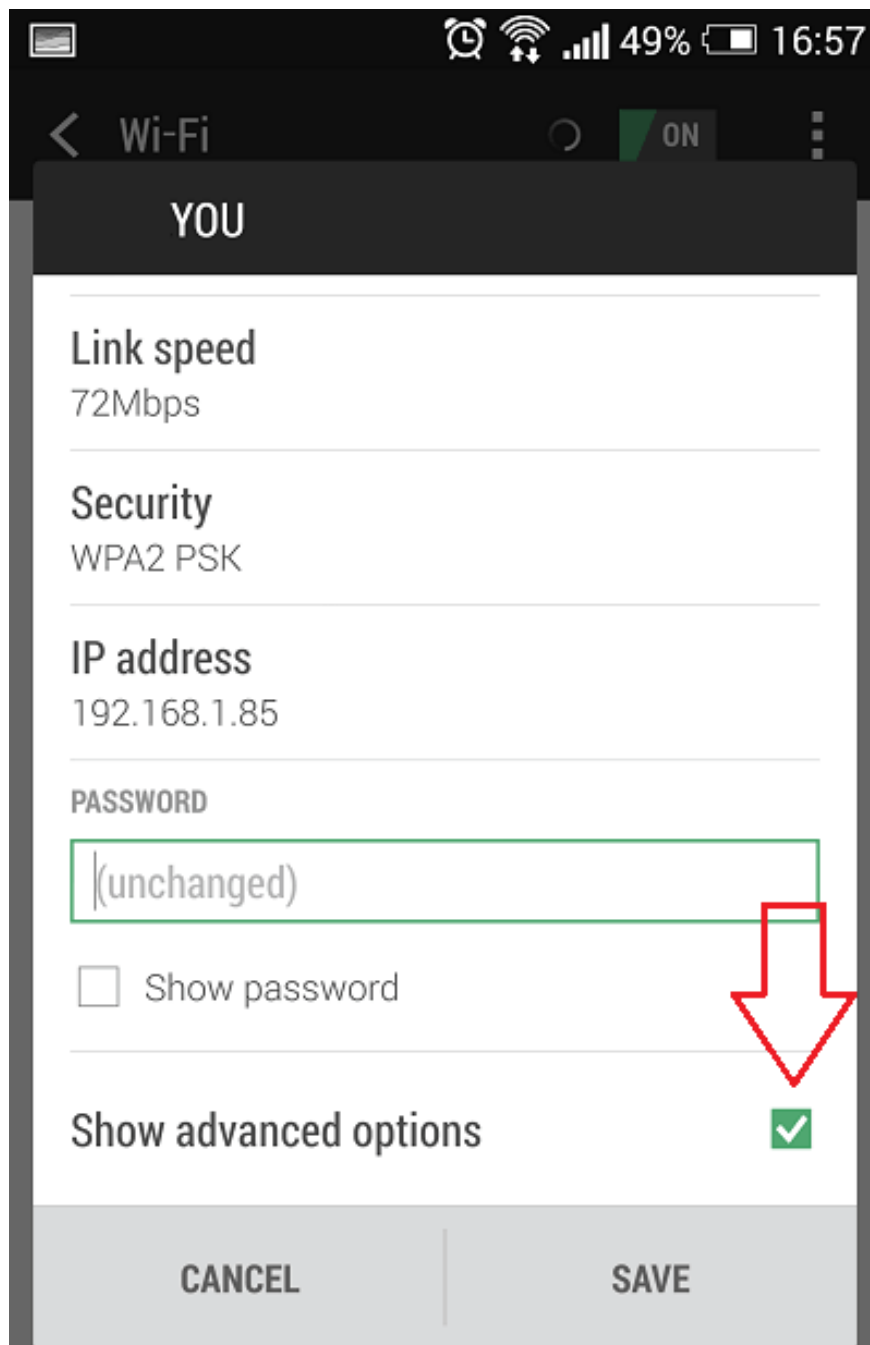 49% 16:57
Wi-Fi ON
YOU
Link speed
72Mbps
Security
WPA2 PSK
IP address
192.168.1.85
PASSWORD
(unchanged)
Show password
Show advanced options
CANCEL SAVE